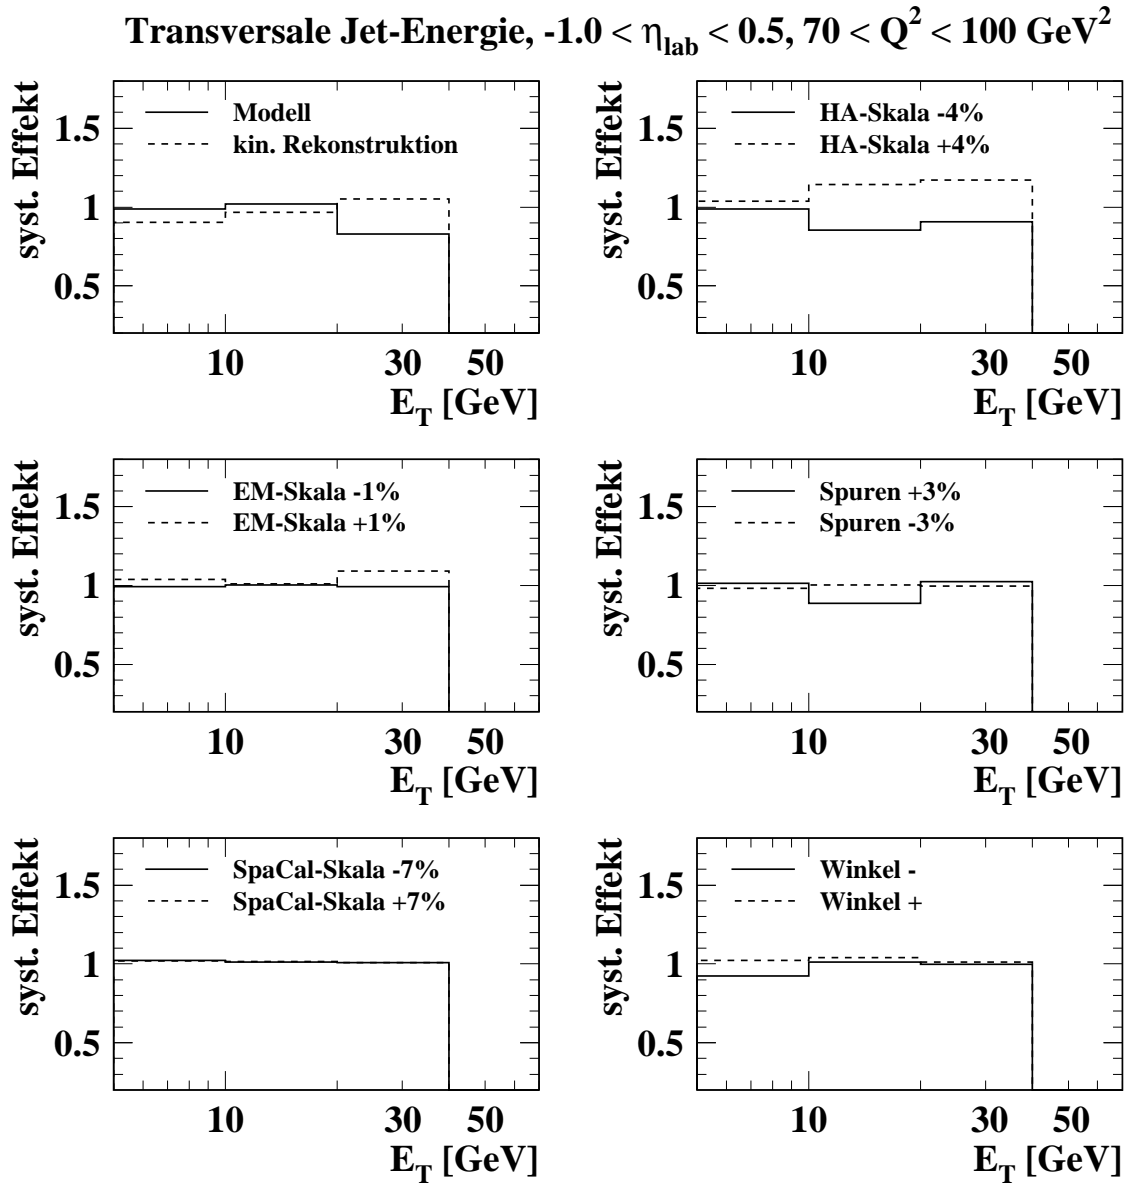 Transversale Jet-Energie, -1.0 < η_lab < 0.5, 70 < Q² < 100 GeV²
syst. Effekt
1.5
1
0.5
Modell
kin. Rekonstruktion
10 30 50
E_T [GeV]
syst. Effekt
1.5
1
0.5
HA-Skala -4%
HA-Skala +4%
10 30 50
E_T [GeV]
syst. Effekt
1.5
1
0.5
EM-Skala -1%
EM-Skala +1%
10 30 50
E_T [GeV]
syst. Effekt
1.5
1
0.5
Spuren +3%
Spuren -3%
10 30 50
E_T [GeV]
syst. Effekt
1.5
1
0.5
SpaCal-Skala -7%
SpaCal-Skala +7%
10 30 50
E_T [GeV]
syst. Effekt
1.5
1
0.5
Winkel -
Winkel +
10 30 50
E_T [GeV]